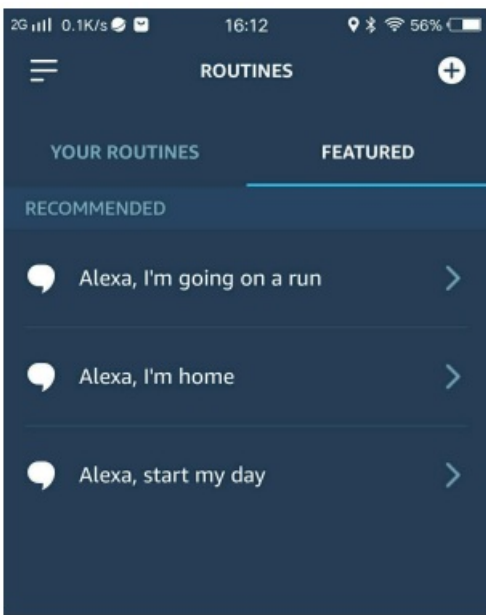 2G 0.1K/s 16:12 56%
ROUTINES
YOUR ROUTINES FEATURED
RECOMMENDED
Alexa, I'm going on a run
Alexa, I'm home
Alexa, start my day